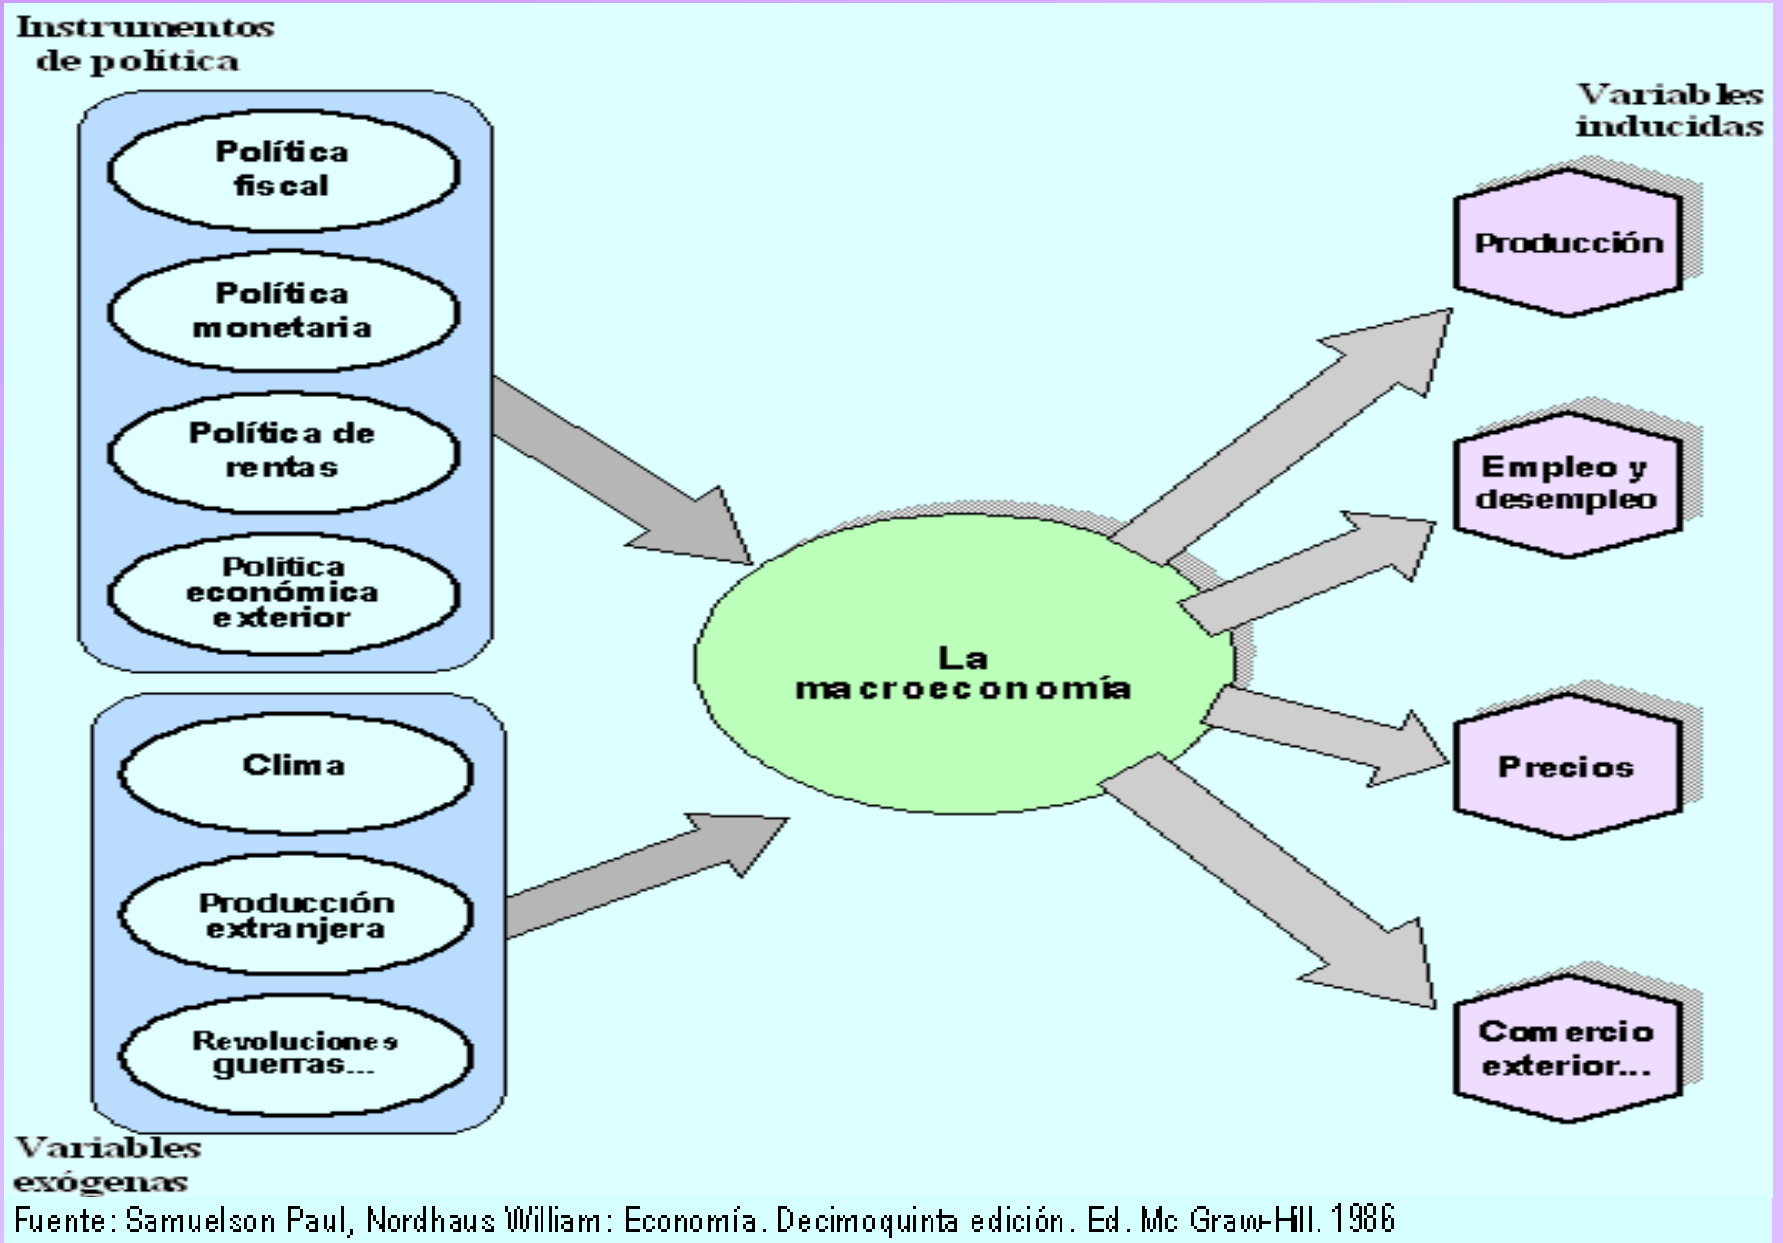 Instrumentos
de política
Política
fiscal
Política
monetaria
Política de
rentas
Politica
económica
exterior
Clima
Producción
extranjera
Revoluciones
guerras...
Variables
exógenas
La
macroeconomía
Variables
inducidas
Producción
Empleo y
desempleo
Precios
Comercio
exterior...
Fuente: Samuelson Paul, Nordhaus William: Economía. Decimoquinta edición. Ed. Mc Graw-Hill. 1986